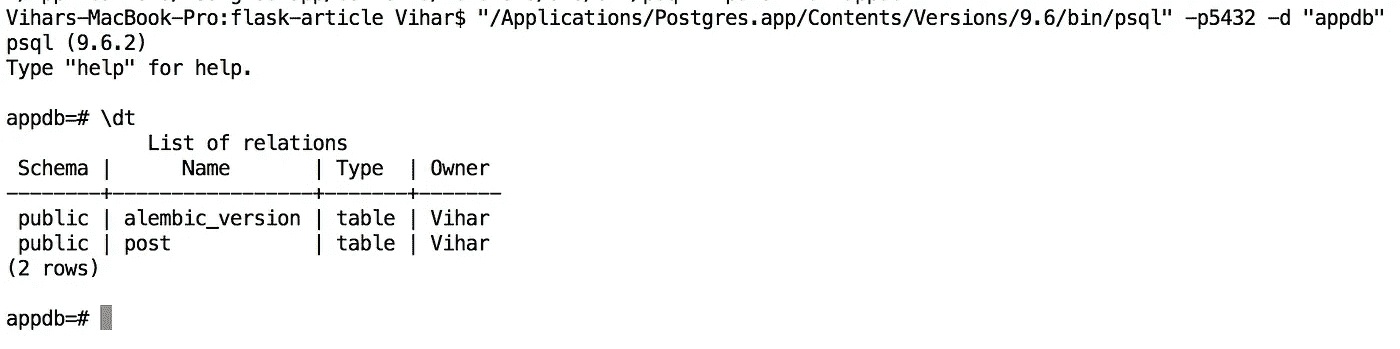 Vihars-MacBook-Pro:flask-article Vihar$ "/Applications/Postgres.app/Contents/Versions/9.6/bin/psql" -p5432 -d "appdb"
psql (9.6.2)
Type "help" for help.

appdb=# \dt
            List of relations
 Schema |      Name       | Type  | Owner
--------+-----------------+-------+-------
 public | alembic_version | table | Vihar
 public | post            | table | Vihar
(2 rows)

appdb=#